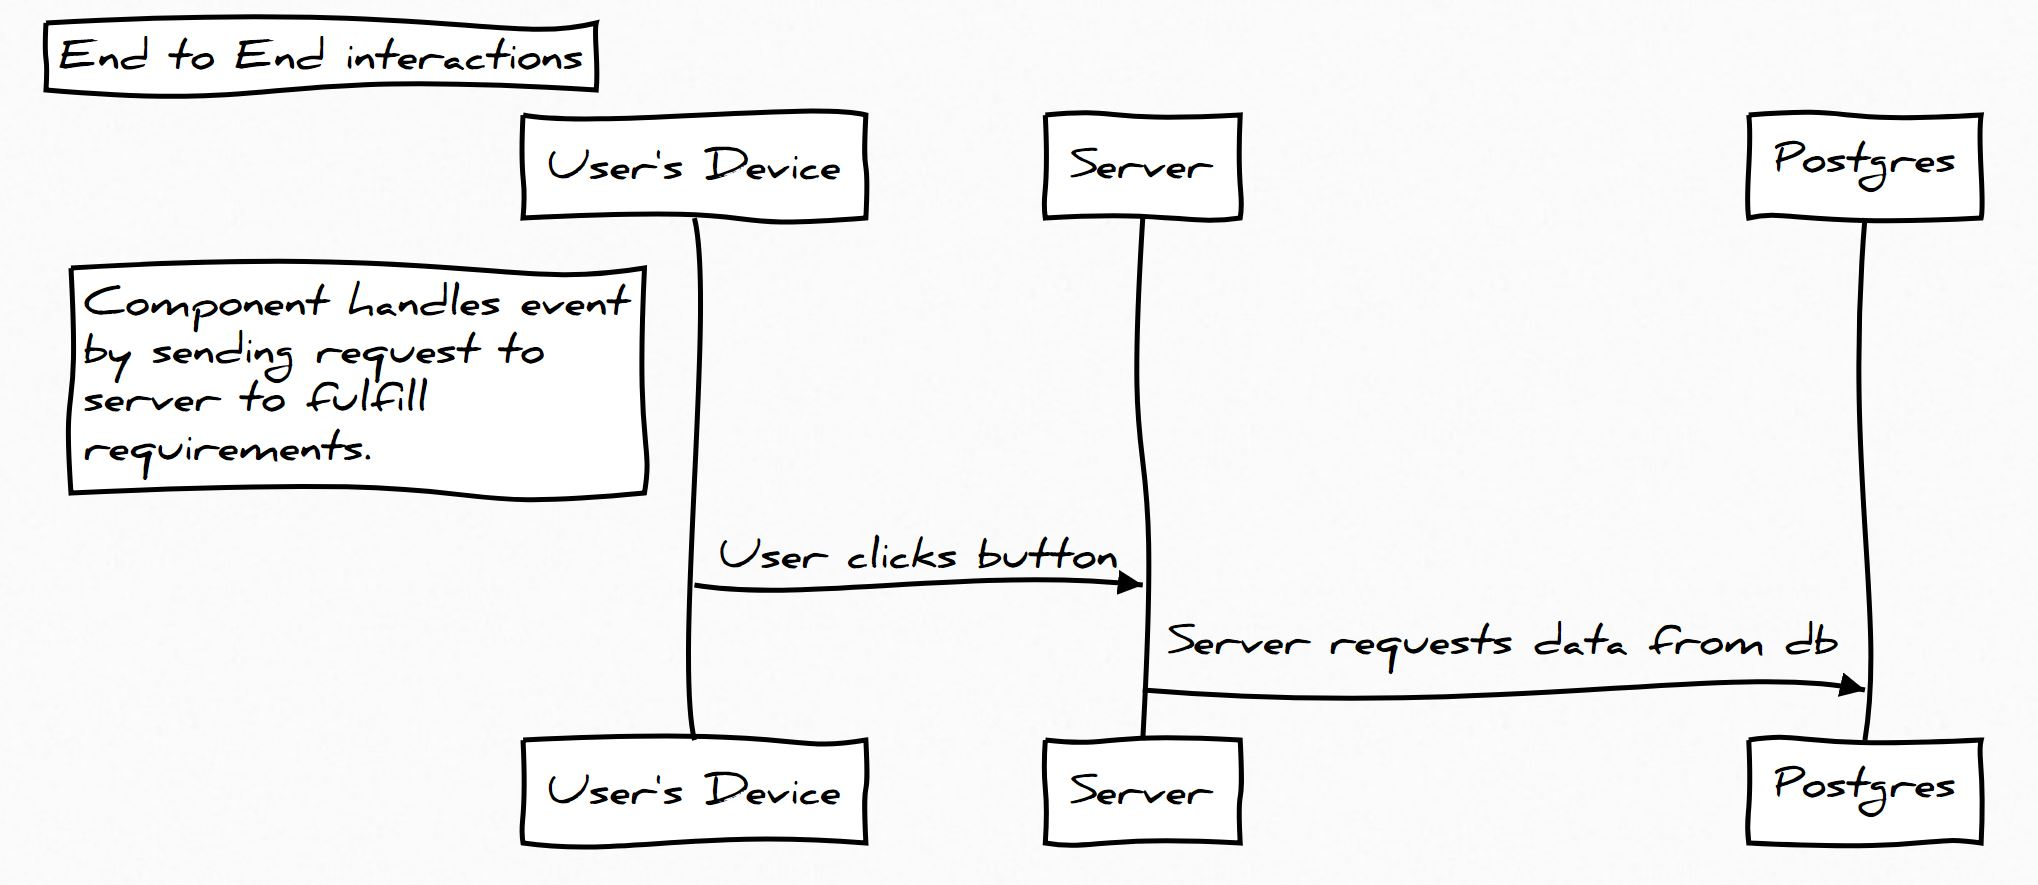 End to End interactions
User's Device
Server
Postgres
Component handles event
by sending request to
server to fulfill
requirements.
User clicks button
Server requests data from db
User's Device
Server
Postgres